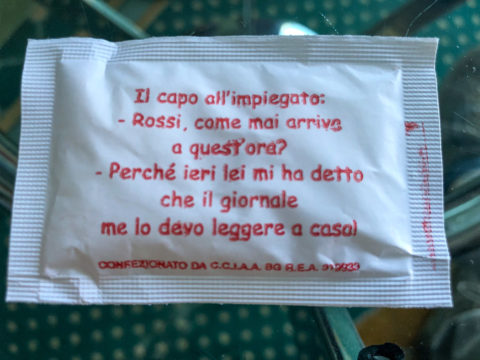 Il capo all'impiegato:
- Rossi, come mai arriva
a quest'ora?
- Perché ieri lei mi ha detto
che il giornale
me lo devo leggere a casa!
CONFEZIONATO DA C.C.I.A.A. BG R.E.A.